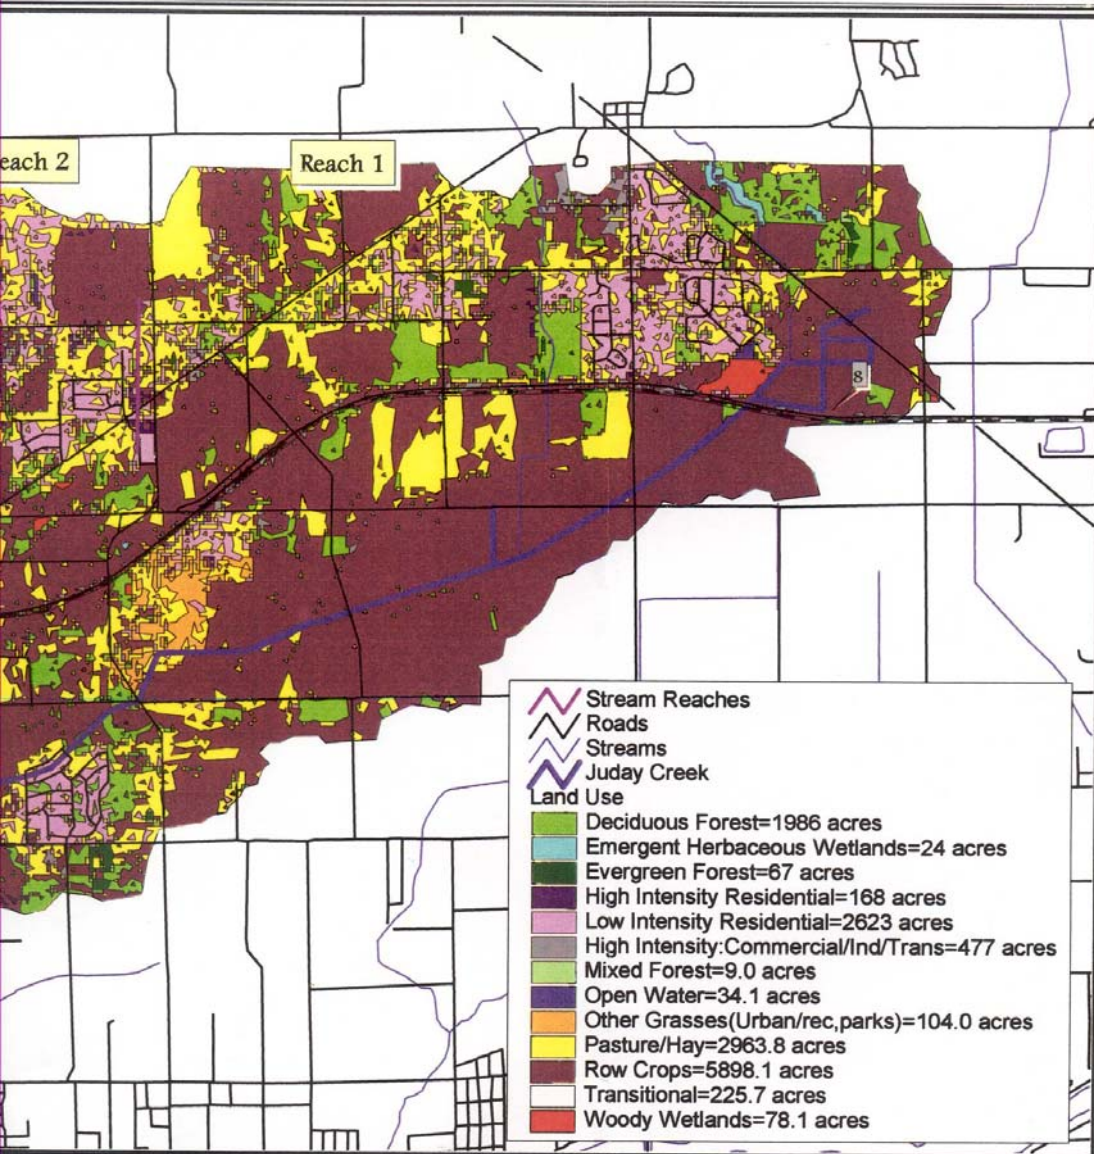 each 2
Reach 1
8
Stream Reaches
Roads
Streams
Juday Creek
Land Use
Deciduous Forest=1986 acres
Emergent Herbaceous Wetlands=24 acres
Evergreen Forest=67 acres
High Intensity Residential=168 acres
Low Intensity Residential=2623 acres
High Intensity:Commercial/Ind/Trans=477 acres
Mixed Forest=9.0 acres
Open Water=34.1 acres
Other Grasses(Urban/rec,parks)=104.0 acres
Pasture/Hay=2963.8 acres
Row Crops=5898.1 acres
Transitional=225.7 acres
Woody Wetlands=78.1 acres